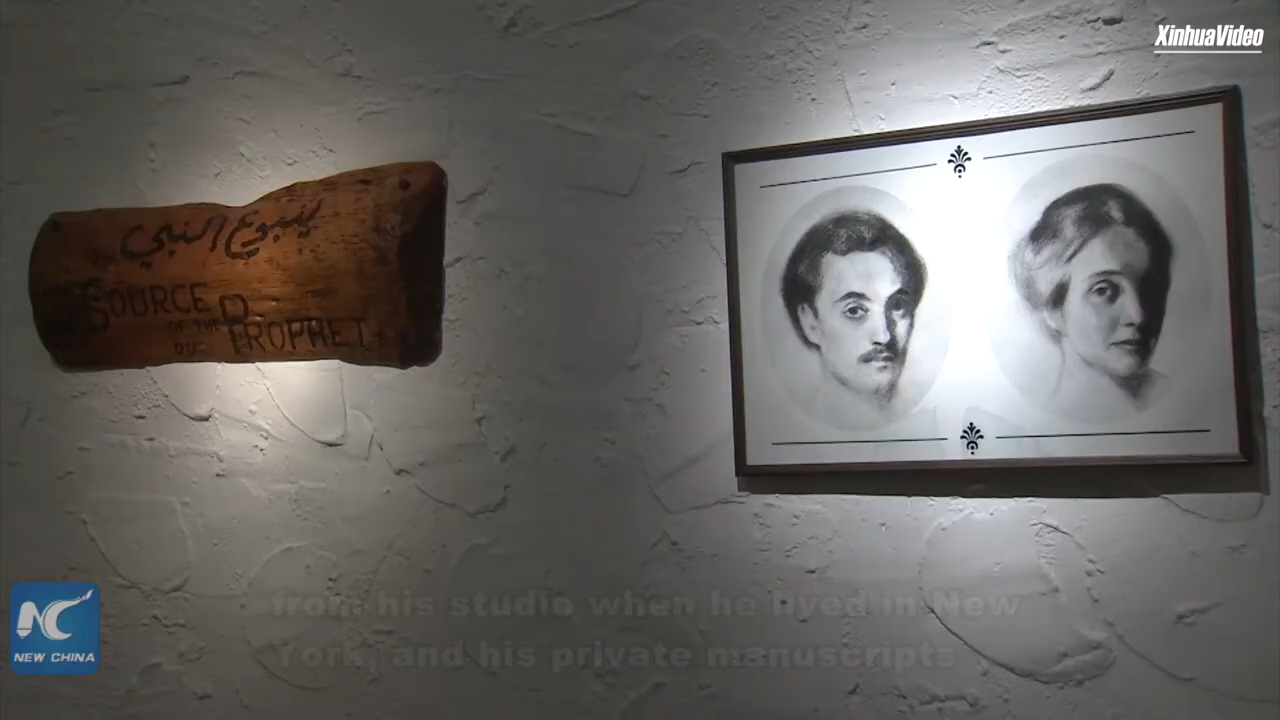 XinhuaVideo
ينبوع النبي
SOURCE
OF THE PROPHET
DU
from his studio when he lived in New
York, and his private manuscripts
NEW CHINA